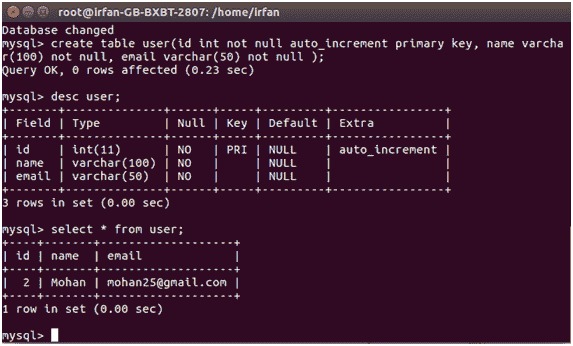 root@irfan-GB-BXBT-2807: /home/irfan
Database changed
mysql> create table user(id int not null auto_increment primary key, name varcha
r(100) not null, email varchar(50) not null );
Query OK, 0 rows affected (0.23 sec)
mysql> desc user;
+-------+--------------+------+-----+---------+----------------+
| Field | Type         | Null | Key | Default | Extra          |
+-------+--------------+------+-----+---------+----------------+
| id    | int(11)      | NO   | PRI | NULL    | auto_increment |
| name  | varchar(100) | NO   |     | NULL    |                |
| email | varchar(50)  | NO   |     | NULL    |                |
+-------+--------------+------+-----+---------+----------------+
3 rows in set (0.00 sec)
mysql> select * from user;
+----+-------+-------------------+
| id | name  | email             |
+----+-------+-------------------+
|  2 | Mohan | mohan25@gmail.com |
+----+-------+-------------------+
1 row in set (0.00 sec)
mysql>